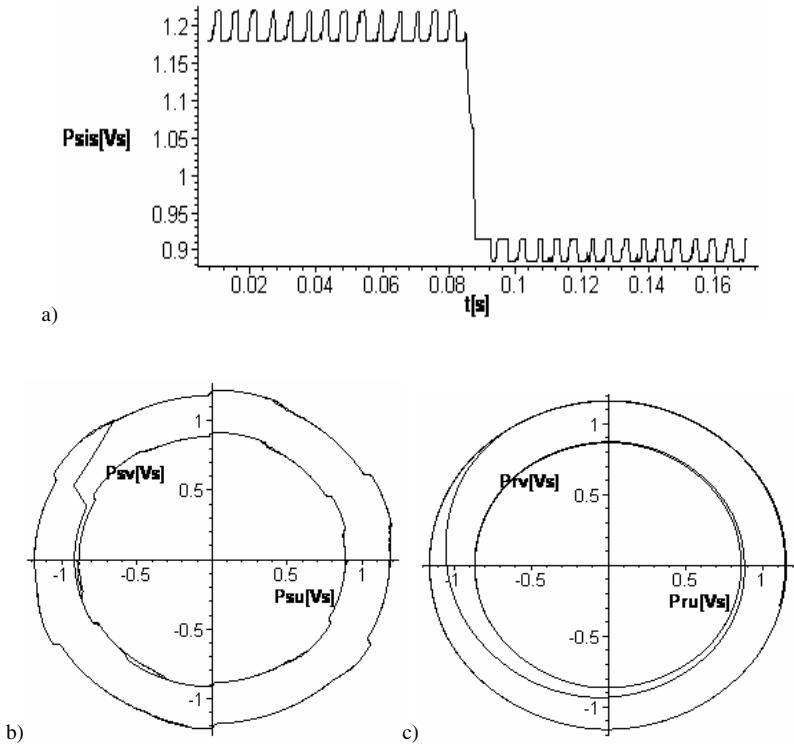 1.2
1.15
1.1
1.05
1
0.95
0.9
Psis[Vs]
0.02 0.04 0.06 0.08 0.1 0.12 0.14 0.16
t[s]
a)
1
Psv[Vs]
0.5
-1 -0.5 0.5 1
Psu[Vs]
-0.5
-1
b)
1
Prv[Vs]
0.5
-1 -0.5 0.5 1
Pru[Vs]
-0.5
-1
c)